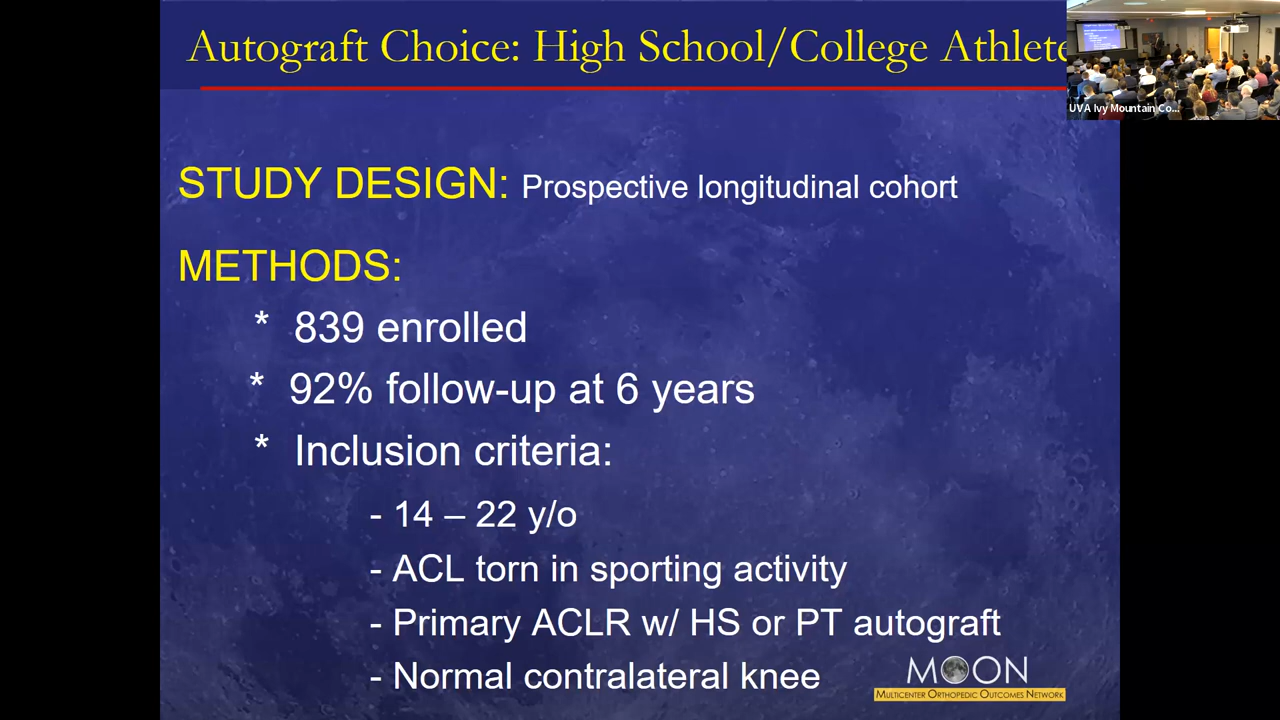 Autograft Choice: High School/College Athlete
UVA Ivy Mountain Co...
STUDY DESIGN: Prospective longitudinal cohort
METHODS:
* 839 enrolled
* 92% follow-up at 6 years
* Inclusion criteria:
- 14 – 22 y/o
- ACL torn in sporting activity
- Primary ACLR w/ HS or PT autograft
- Normal contralateral knee
MOON
MULTICENTER ORTHOPEDIC OUTCOMES NETWORK